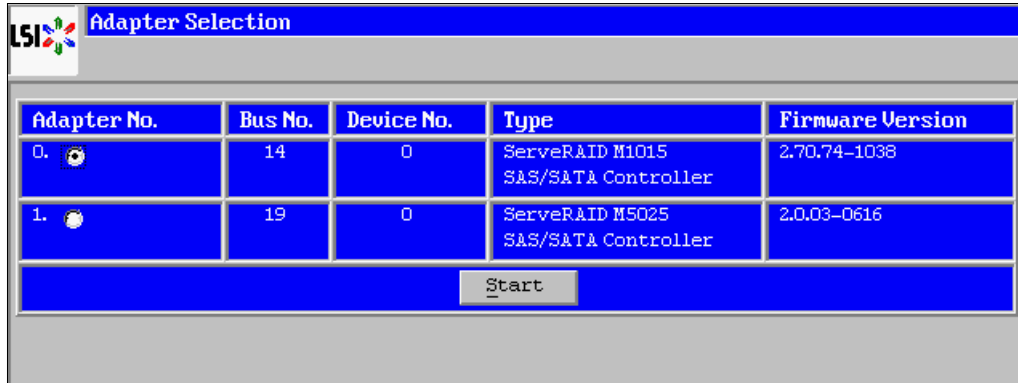 LSI
Adapter Selection
Adapter No. Bus No. Device No. Type Firmware Version
0. 14 0 ServeRAID M1015 2.70.74-1038
SAS/SATA Controller
1. 19 0 ServeRAID M5025 2.0.03-0616
SAS/SATA Controller
Start